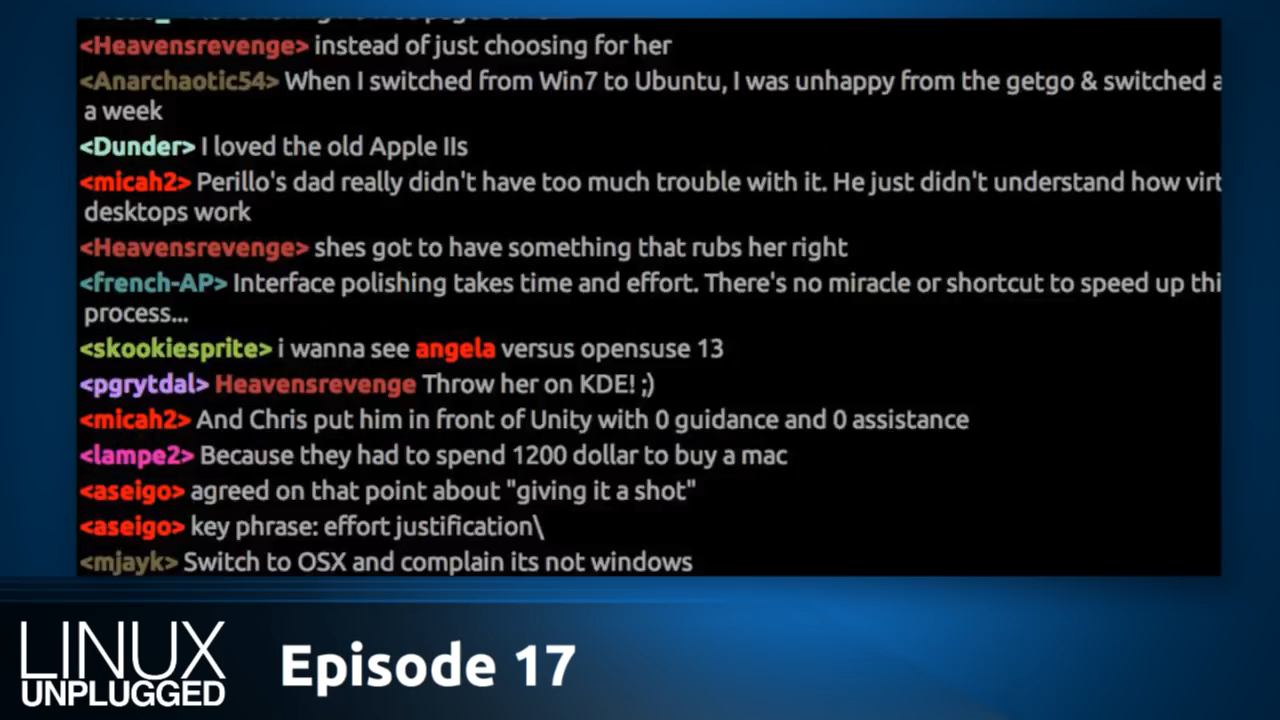 <Heavensrevenge> instead of just choosing for her
<Anarchaotic54> When I switched from Win7 to Ubuntu, I was unhappy from the getgo & switched
a week
<Dunder> I loved the old Apple IIs
<micah2> Perillo's dad really didn't have too much trouble with it. He just didn't understand how virt
desktops work
<Heavensrevenge> shes got to have something that rubs her right
<french-AP> Interface polishing takes time and effort. There's no miracle or shortcut to speed up thi
process...
<skookiesprite> i wanna see angela versus opensuse 13
<pgrytdal> Heavensrevenge Throw her on KDE! ;)
<micah2> And Chris put him in front of Unity with 0 guidance and 0 assistance
<lampe2> Because they had to spend 1200 dollar to buy a mac
<aseigo> agreed on that point about "giving it a shot"
<aseigo> key phrase: effort justification\
<mjayk> Switch to OSX and complain its not windows
LINUX
UNPLUGGED
Episode 17